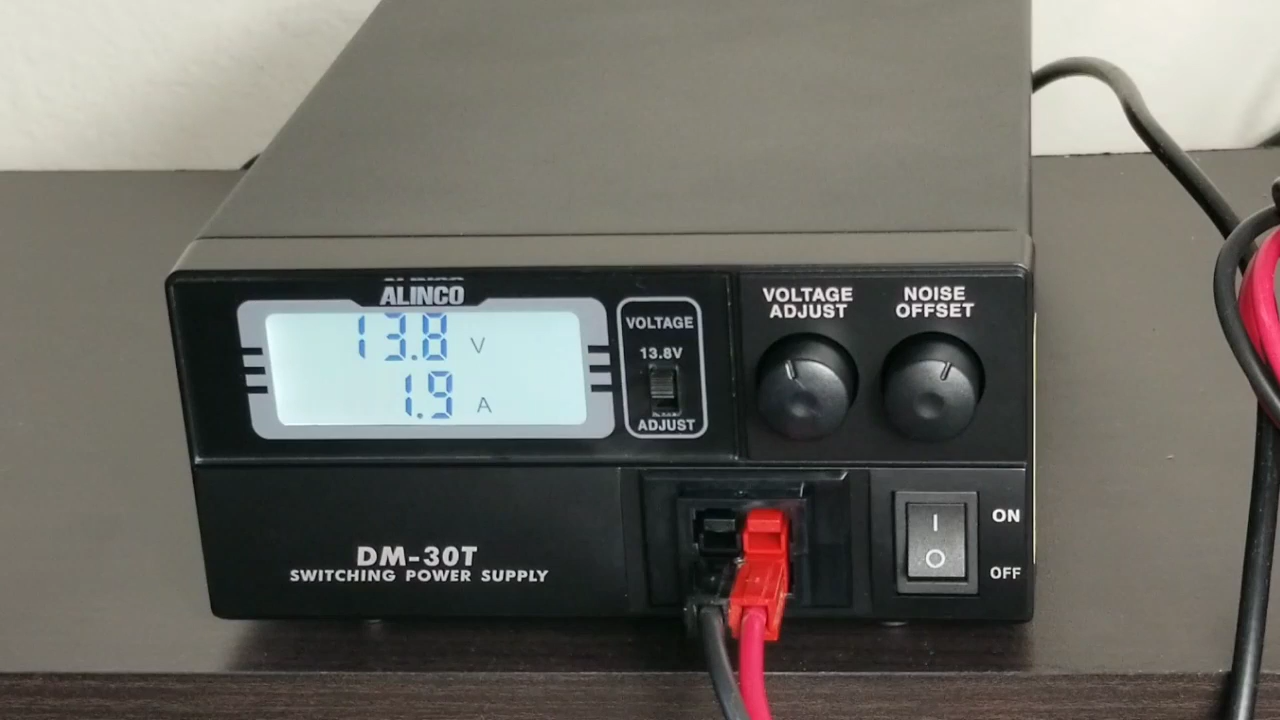 ALINCO
13.8 V
1.9 A
VOLTAGE
13.8V
ADJUST
VOLTAGE
ADJUST
NOISE
OFFSET
DM-30T
SWITCHING POWER SUPPLY
I
O
ON
OFF